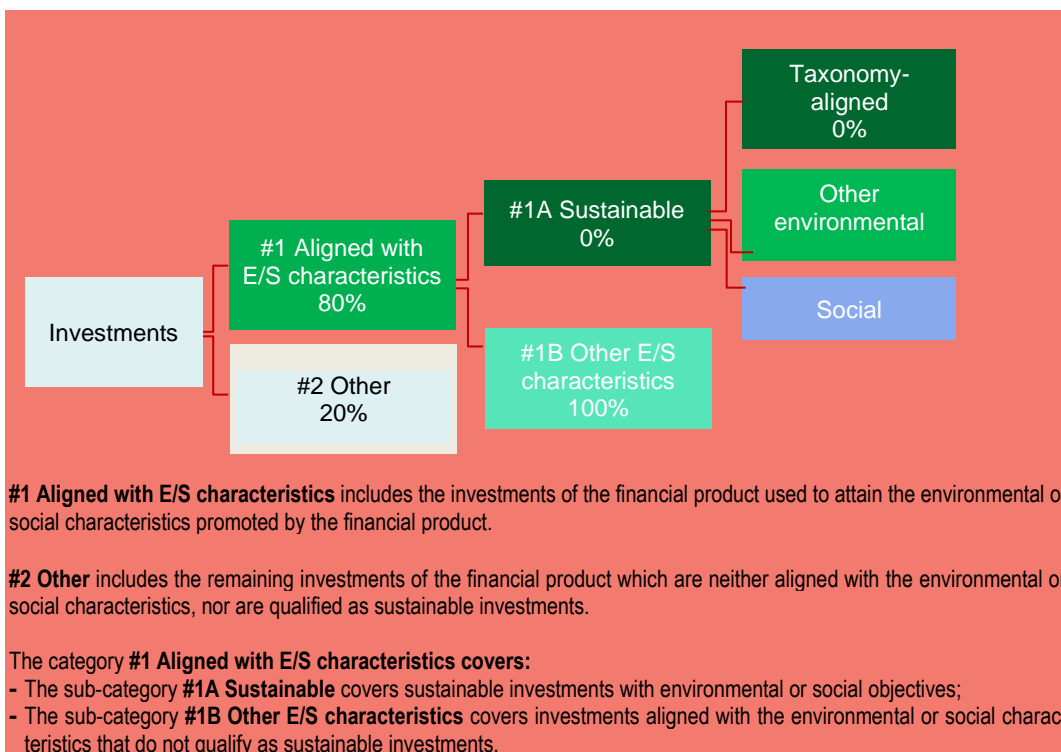 Taxonomy-
aligned
0%
Other
environmental
#1A Sustainable
0%
#1 Aligned with
E/S characteristics
80%
Social
Investments
#1B Other E/S
characteristics
100%
#2 Other
20%
#1 Aligned with E/S characteristics includes the investments of the financial product used to attain the environmental o
social characteristics promoted by the financial product.
#2 Other includes the remaining investments of the financial product which are neither aligned with the environmental o
social characteristics, nor are qualified as sustainable investments.
The category #1 Aligned with E/S characteristics covers:
- The sub-category #1A Sustainable covers sustainable investments with environmental or social objectives;
- The sub-category #1B Other E/S characteristics covers investments aligned with the environmental or social charac
teristics that do not qualify as sustainable investments.